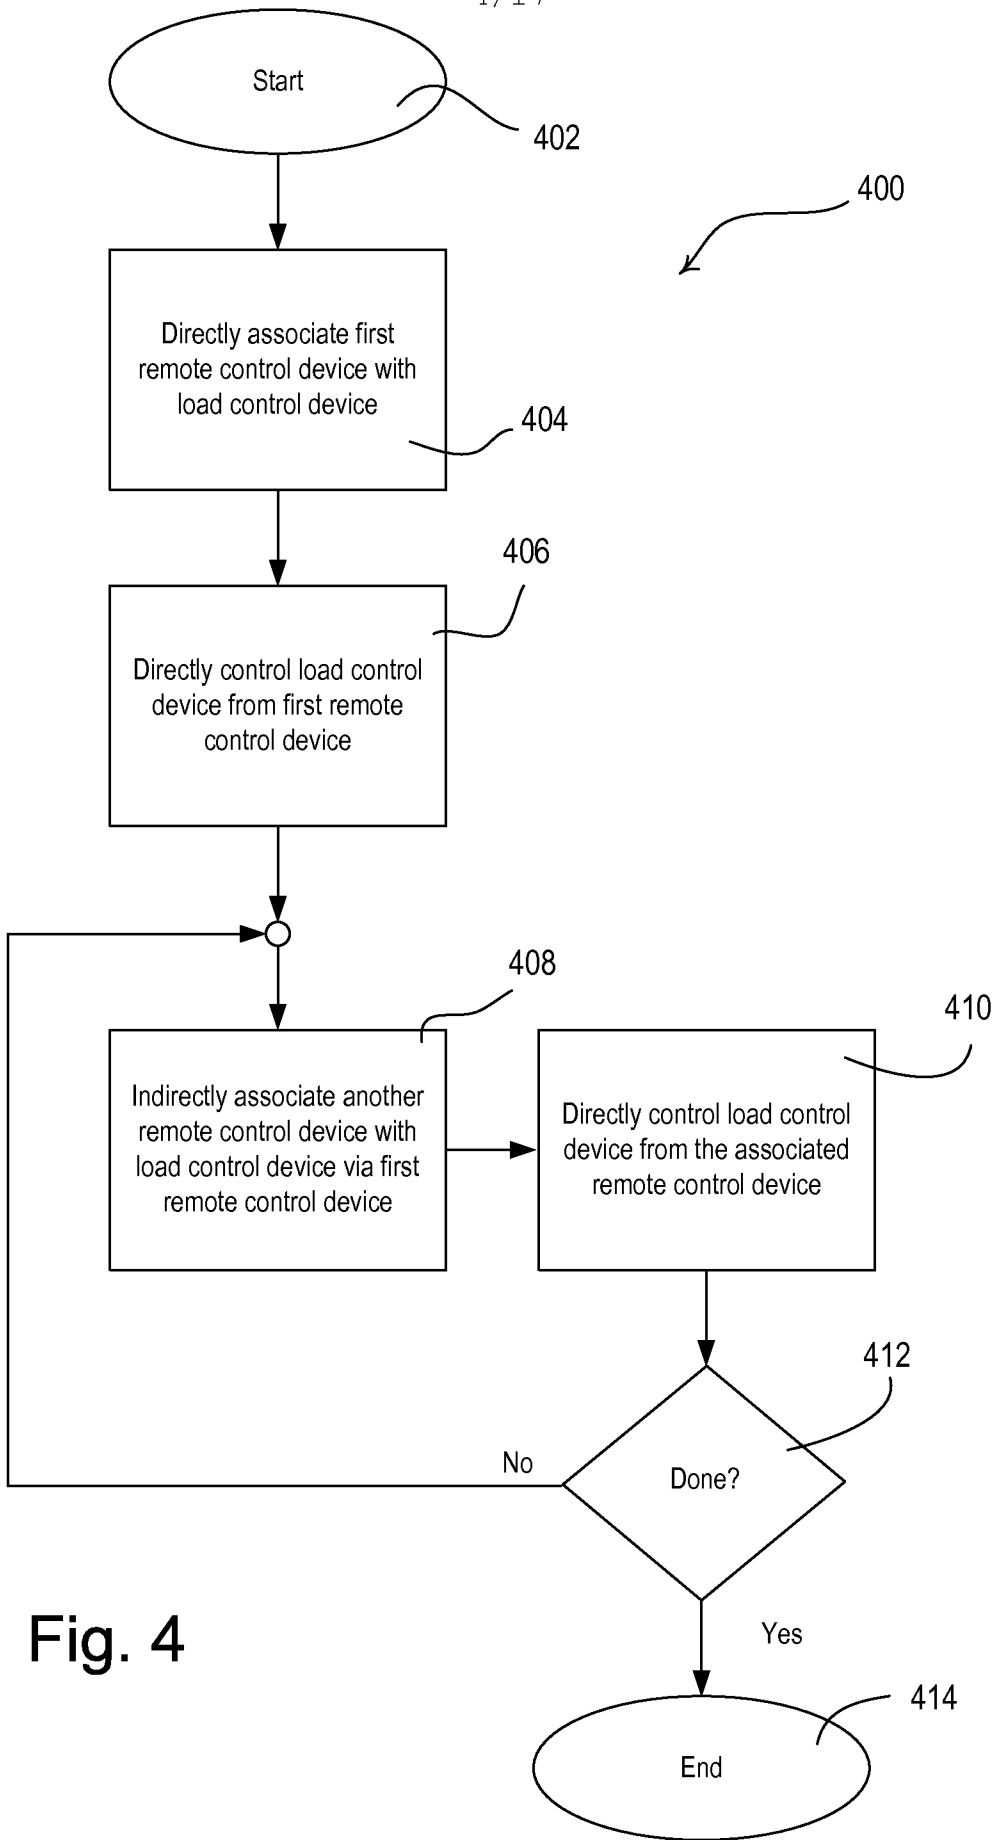 Start
402
400
Directly associate first
remote control device with
load control device
404
406
Directly control load control
device from first remote
control device
408
410
Indirectly associate another
remote control device with
load control device via first
remote control device
Directly control load control
device from the associated
remote control device
412
No
Done?
Fig. 4
Yes
414
End